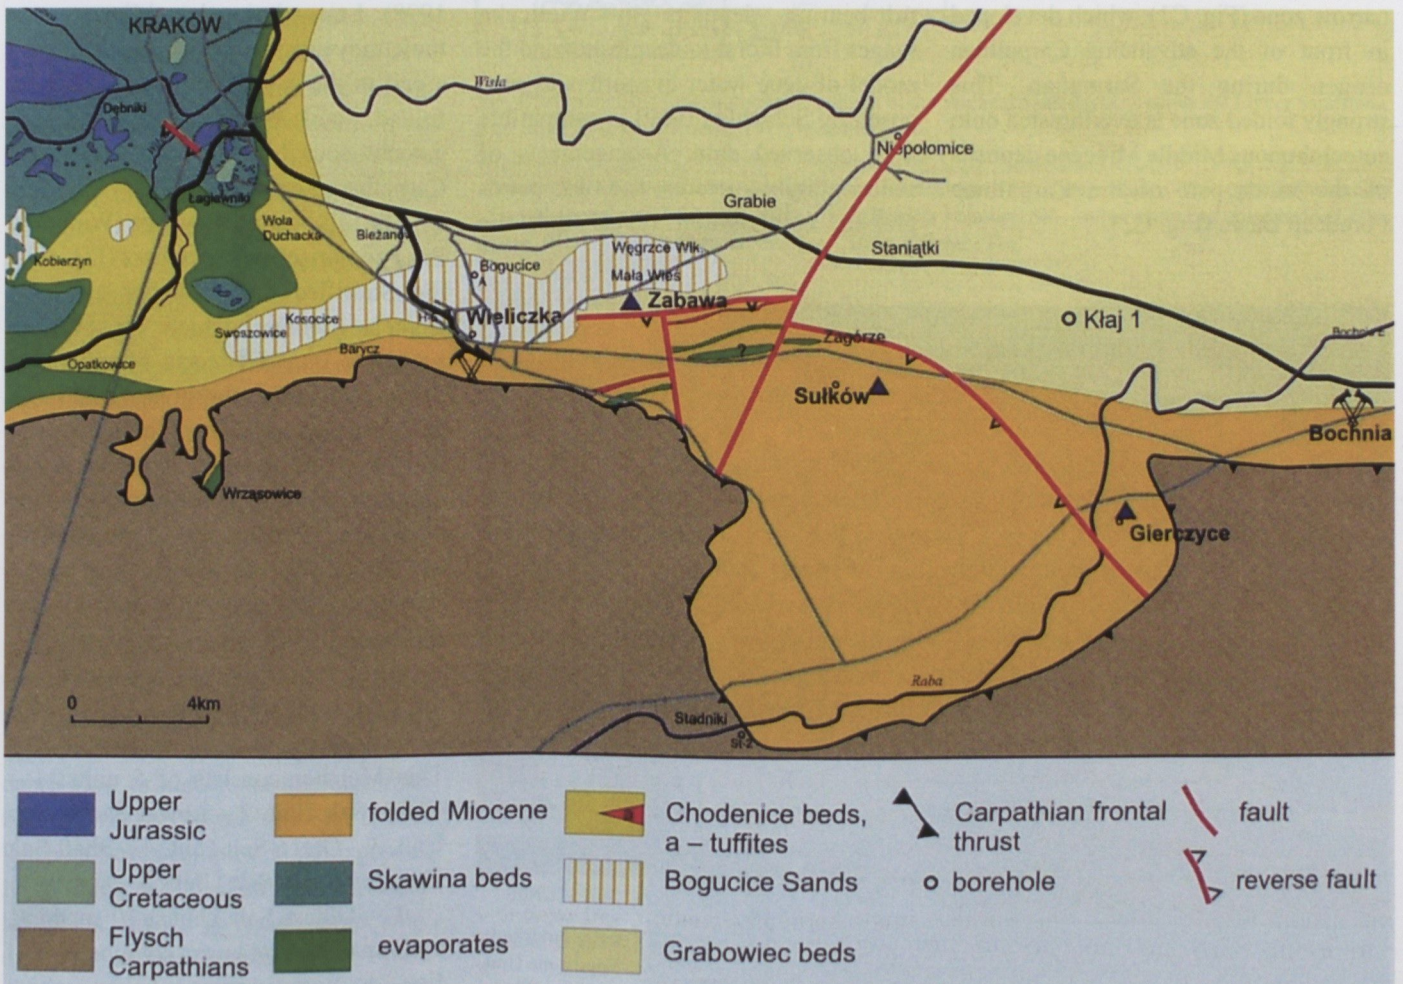 KRAKÓW
Wisła
Dębniki
Niepołomice
Łagiewniki
Grabie
Wola
Duchacka
Bieżanów
Staniątki
Węgrzce Wlk.
Kobierzyn
Bogucice
A
Mała Wieś
Zabawa
Kosocice
Wieliczka
Kłaj 1
Swoszowice
Zagórze
Barycz
?
Opatkowice
Sułków
Bochnia
Wrząsowice
Gierczyce
0 4km
Raba
Stadniki
St-2
Upper
Jurassic
folded Miocene
Chodenice beds,
a – tuffites
a
Carpathian frontal
thrust
fault
Upper
Cretaceous
Skawina beds
Bogucice Sands
borehole
reverse fault
Flysch
Carpathians
evaporates
Grabowiec beds